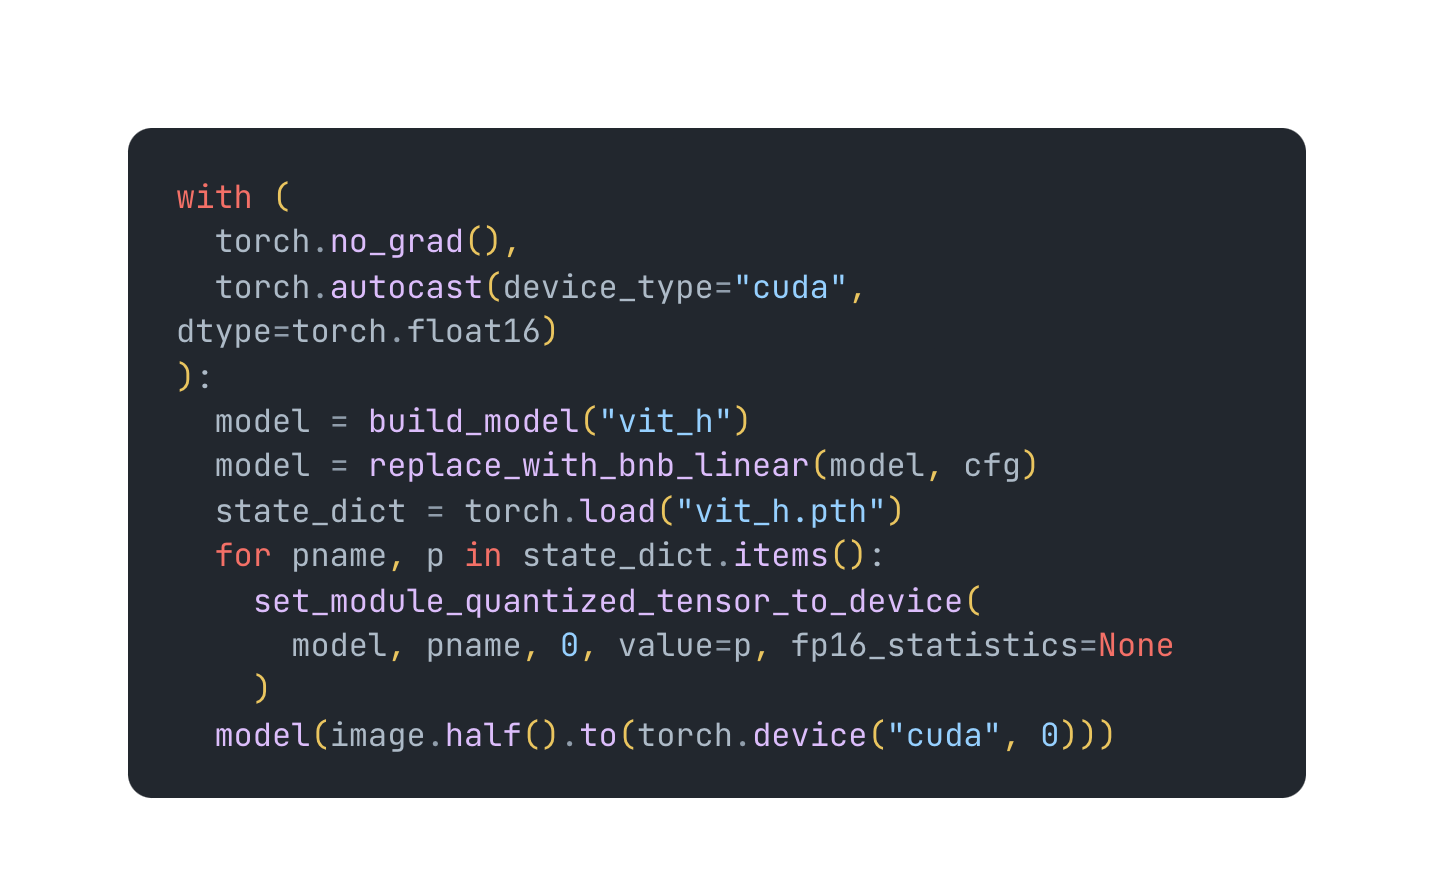 with (
  torch.no_grad(),
  torch.autocast(device_type="cuda",
dtype=torch.float16)
):
  model = build_model("vit_h")
  model = replace_with_bnb_linear(model, cfg)
  state_dict = torch.load("vit_h.pth")
  for pname, p in state_dict.items():
    set_module_quantized_tensor_to_device(
      model, pname, 0, value=p, fp16_statistics=None
    )
  model(image.half().to(torch.device("cuda", 0)))